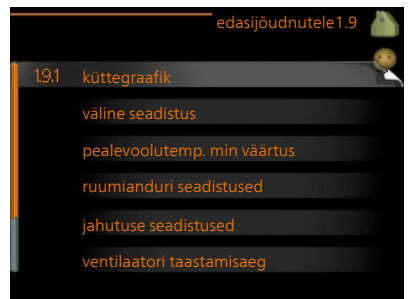 edasijõudnutele1.9
1.9.1 küttegraafik
väline seadistus
pealevoolutemp. min väärtus
ruumianduri seadistused
jahutuse seadistused
ventilaatori taastamisaeg